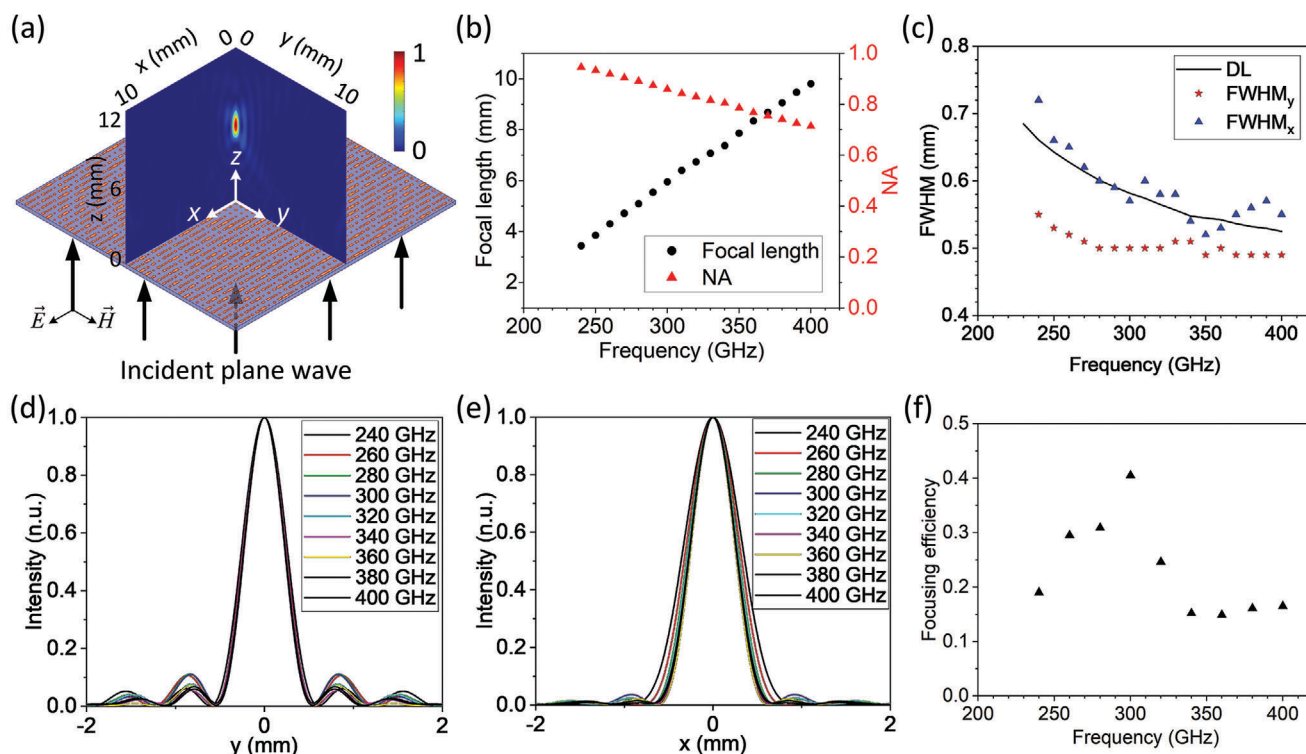 (a)
x (mm)
0 0
y (mm)
10
10
12
z (mm)
6
0
1
0
z
x
y
E
H
Incident plane wave
(b)
Focal length (mm)
10
8
6
4
2
1.0
0.8
0.6
0.4
0.2
0.0
NA
Focal length
NA
200 250 300 350 400
Frequency (GHz)
(c)
FWHM (mm)
0.8
0.7
0.6
0.5
0.4
DL
FWHMy
FWHMx
200 250 300 350 400
Frequency (GHz)
(d)
Intensity (n.u.)
1.0
0.8
0.6
0.4
0.2
0.0
240 GHz
260 GHz
280 GHz
300 GHz
320 GHz
340 GHz
360 GHz
380 GHz
400 GHz
-2 0 2
y (mm)
(e)
Intensity (n.u.)
1.0
0.8
0.6
0.4
0.2
0.0
240 GHz
260 GHz
280 GHz
300 GHz
320 GHz
340 GHz
360 GHz
380 GHz
400 GHz
-2 0 2
x (mm)
(f)
Focusing efficiency
0.5
0.4
0.3
0.2
0.1
0.0
200 250 300 350 400
Frequency (GHz)